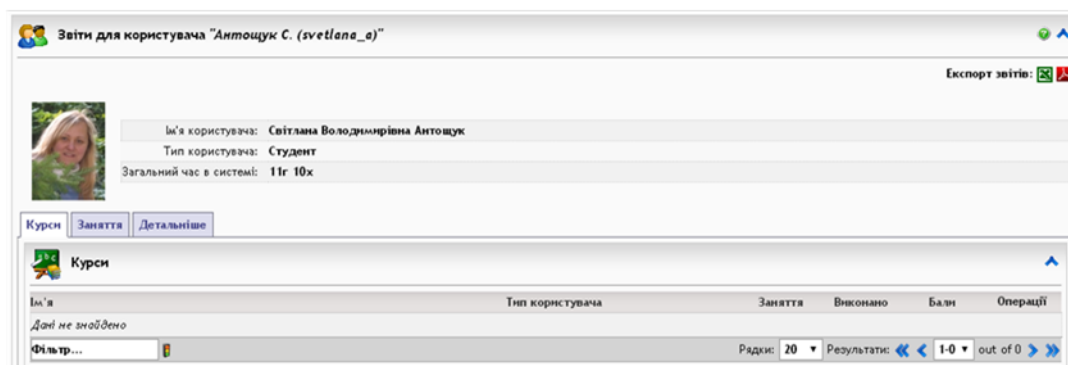 Звіти для користувача "Антощук С. (svetlana_a)"
Експорт звітів:
Ім'я користувача: Світлана Володимирівна Антощук
Тип користувача: Студент
Загальний час в системі: 11г 10х
Курси Заняття Детальніше
Курси
Ім'я Тип користувача Заняття Виконано Бали Операції
Дані не знайдено
Фільтр... Рядки: 20 Результати: 1-0 out of 0